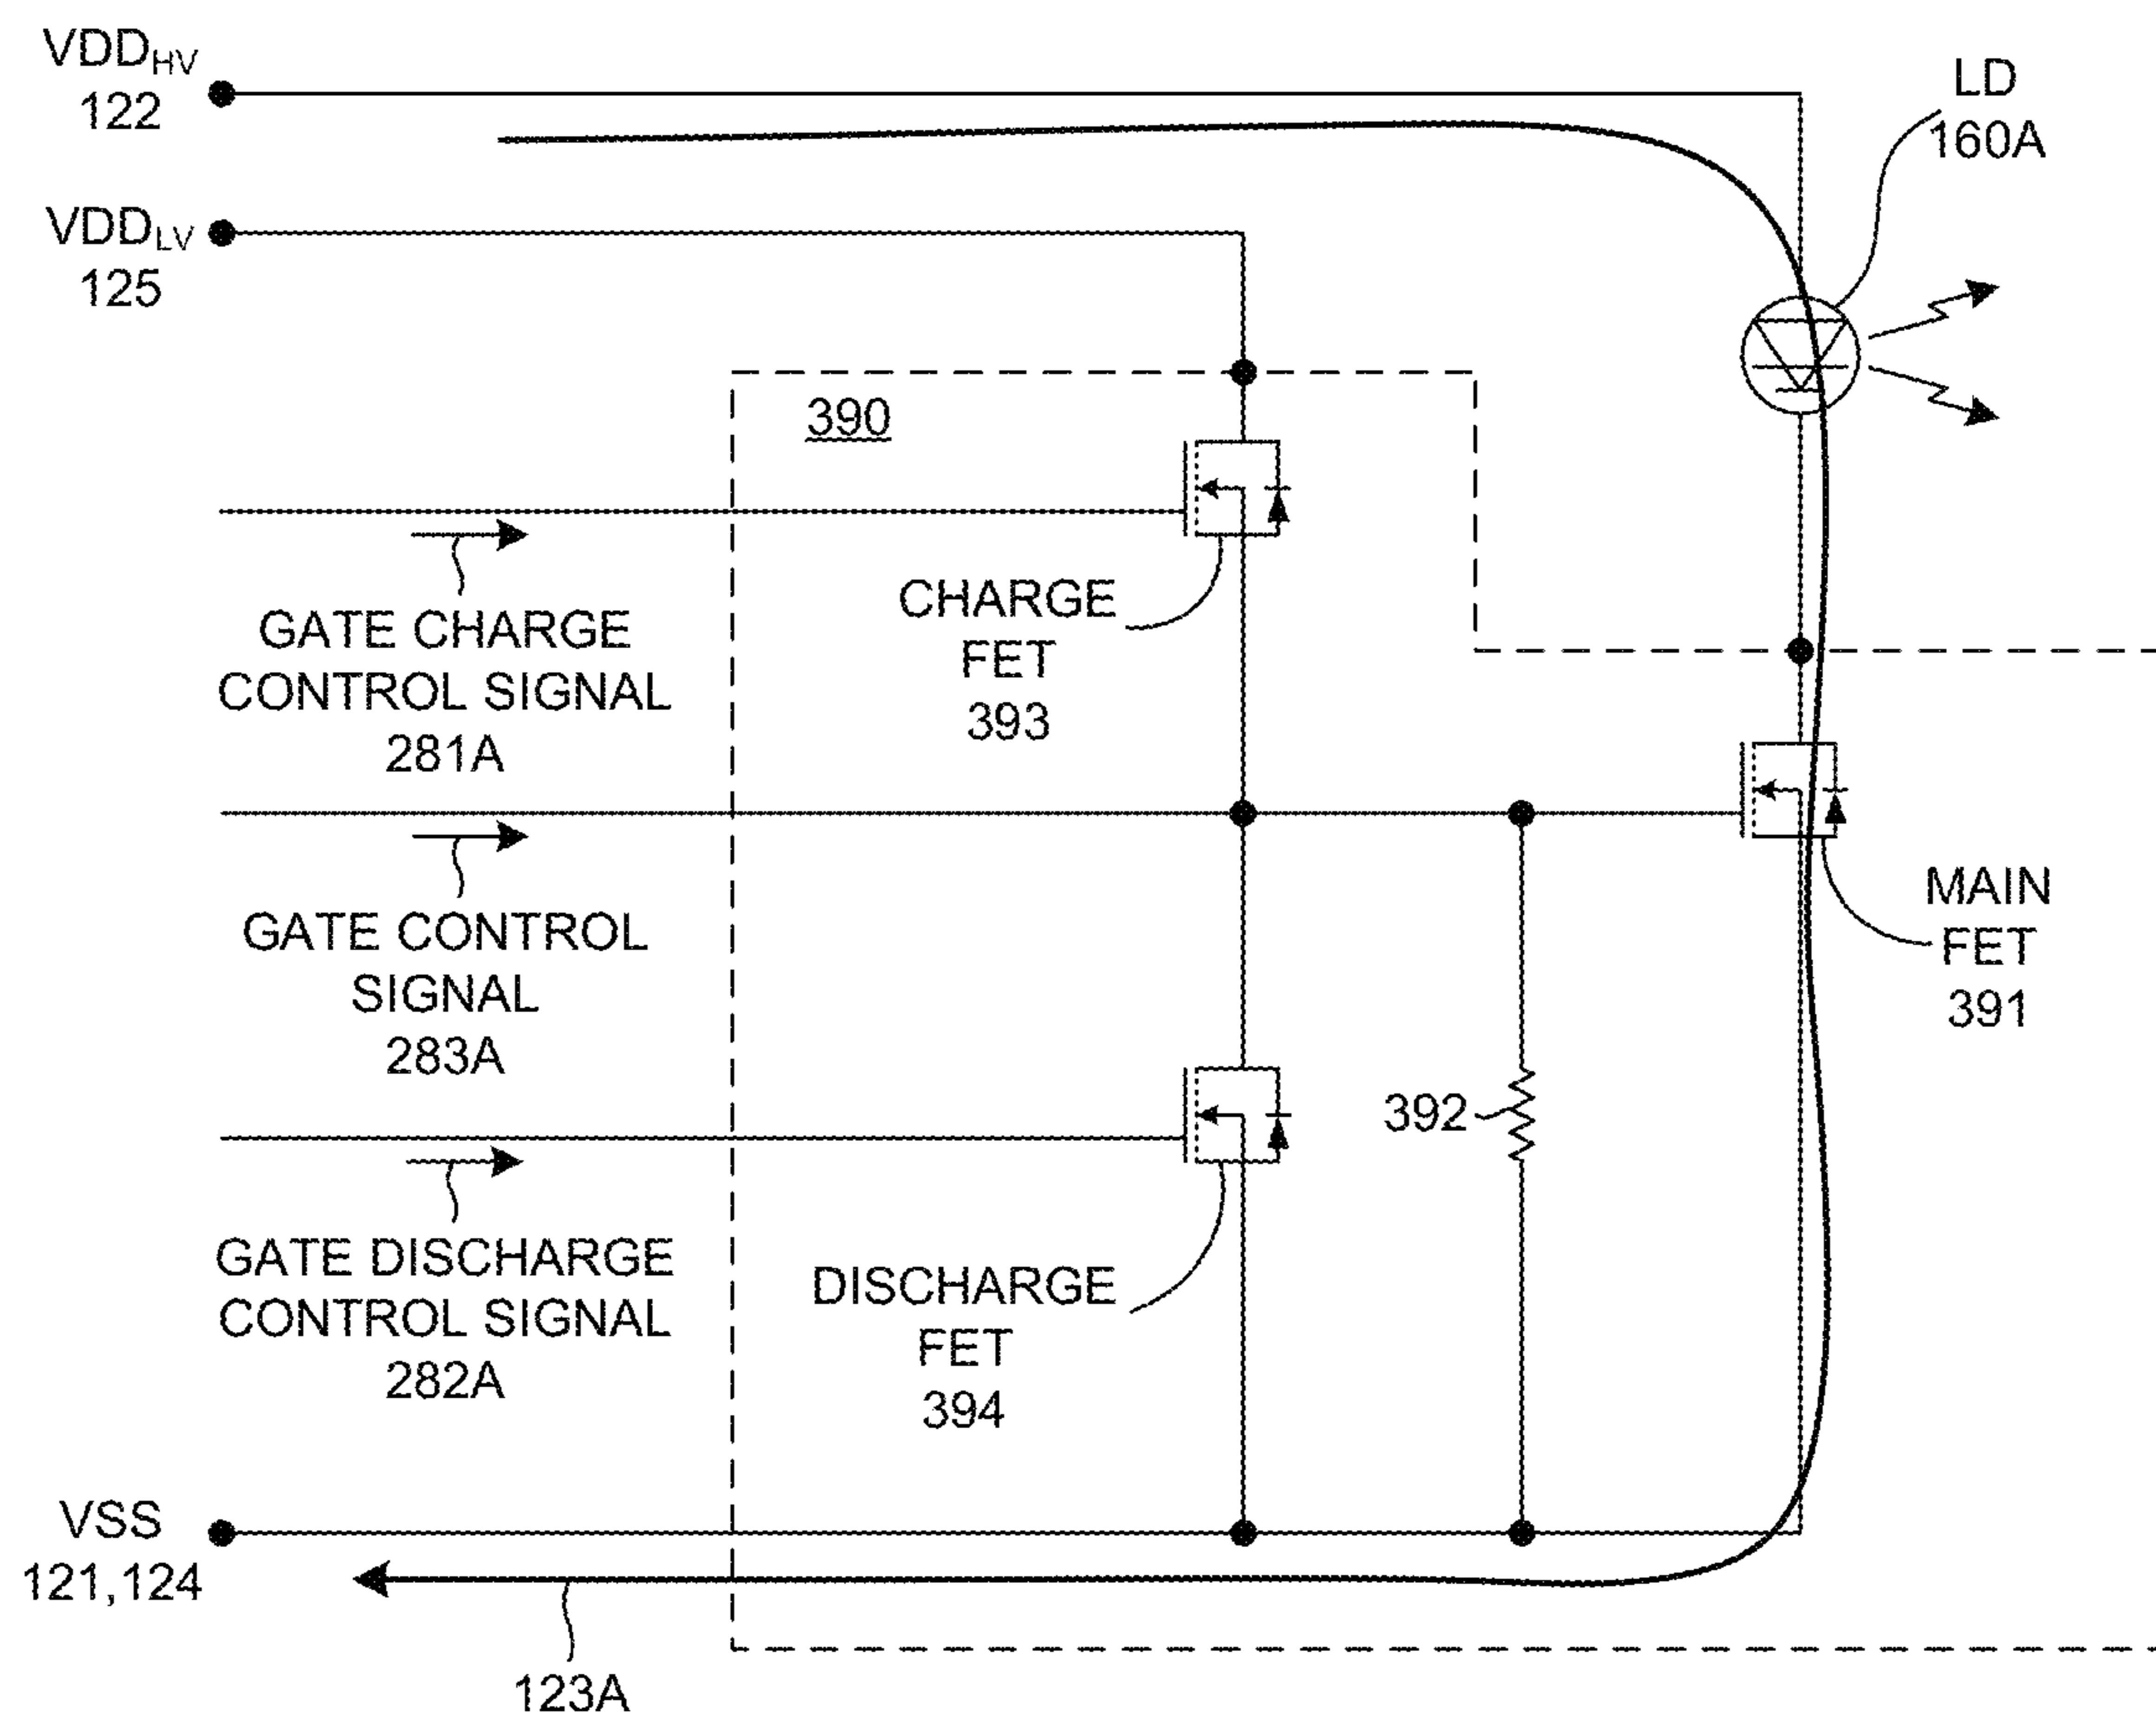 VDDHV
122
LD
160A
VDDLV
125
390
GATE CHARGE
CONTROL SIGNAL
281A
CHARGE
FET
393
GATE CONTROL
SIGNAL
283A
MAIN
FET
391
392
GATE DISCHARGE
CONTROL SIGNAL
282A
DISCHARGE
FET
394
VSS
121,124
123A